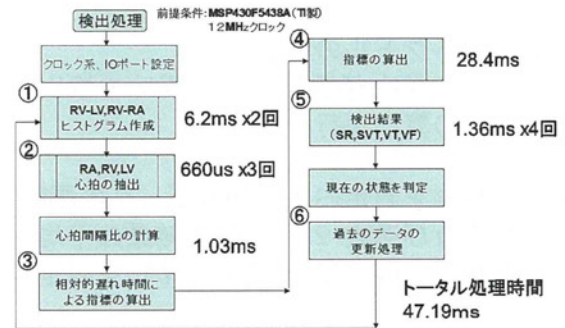 検出処理
前提条件：MSP430F5438A（TI製）
12MHzクロック
クロック系、IOポート設定
①
RV-LV,RV-RA
ヒストグラム作成
6.2ms x2回
②
RA,RV,LV
心拍の抽出
660us x3回
心拍間隔比の計算
1.03ms
③
相対的遅れ時間に
よる指標の算出
④
指標の算出
28.4ms
⑤
検出結果
(SR,SVT,VT,VF)
1.36ms x4回
現在の状態を判定
⑥
過去のデータの
更新処理
トータル処理時間
47.19ms